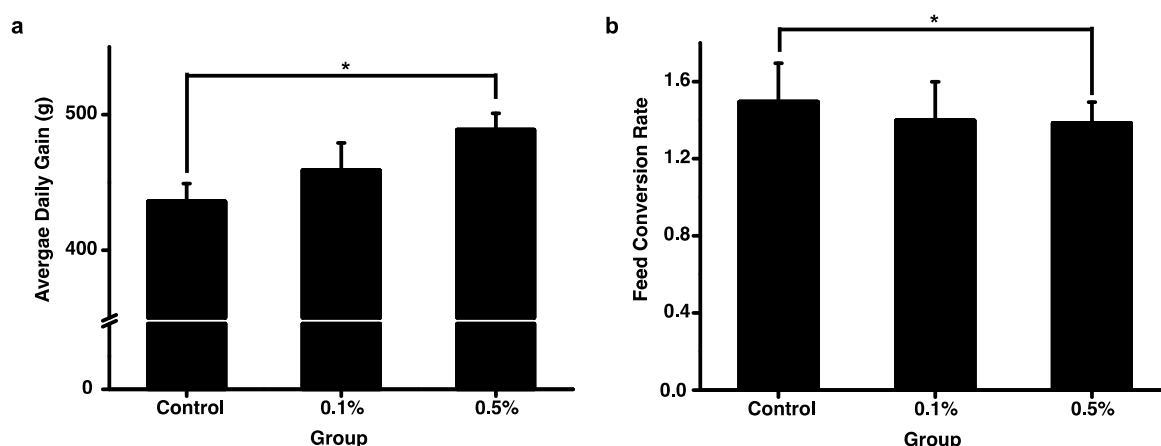 a
*
Avergae Daily Gain (g)
500
400
0
Control 0.1% 0.5%
Group
b
*
Feed Conversion Rate
1.6
1.2
0.8
0.4
0.0
Control 0.1% 0.5%
Group